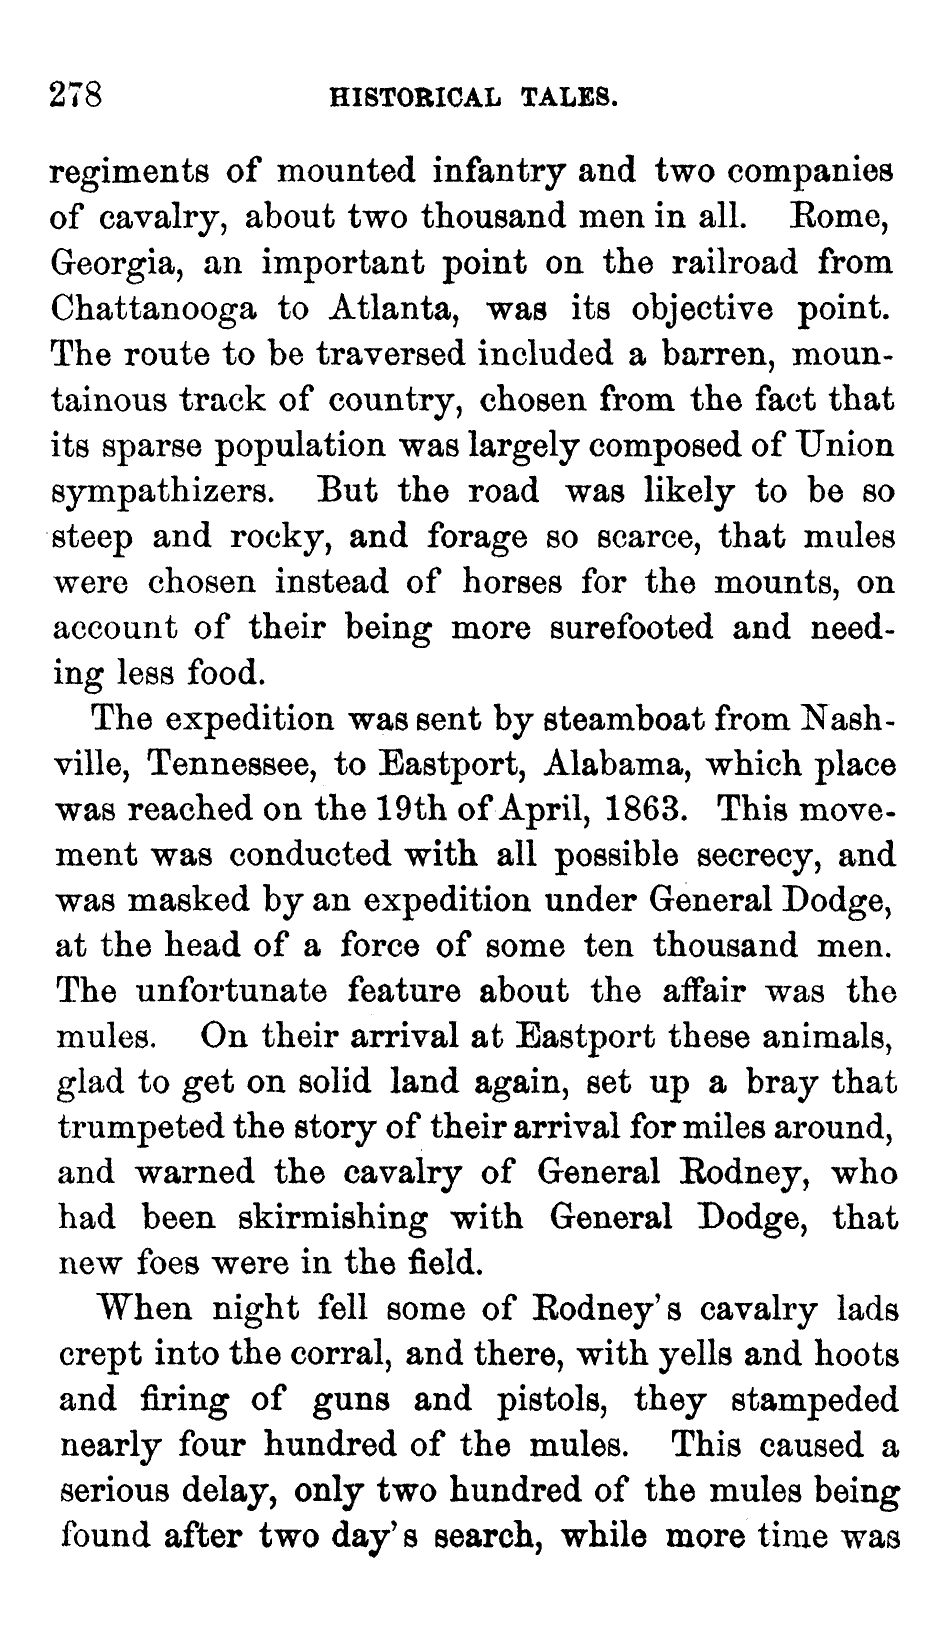 278 HISTORICAL TALES.
regiments of mounted infantry and two companies
of cavalry, about two thousand men in all. Rome,
Georgia, an important point on the railroad from
Chattanooga to Atlanta, was its objective point.
The route to be traversed included a barren, moun-
tainous track of country, chosen from the fact that
its sparse population was largely composed of Union
sympathizers. But the road was likely to be so
steep and rocky, and forage so scarce, that mules
were chosen instead of horses for the mounts, on
account of their being more surefooted and need-
ing less food.
The expedition was sent by steamboat from Nash-
ville, Tennessee, to Eastport, Alabama, which place
was reached on the 19th of April, 1863. This move-
ment was conducted with all possible secrecy, and
was masked by an expedition under General Dodge,
at the head of a force of some ten thousand men.
The unfortunate feature about the affair was the
mules. On their arrival at Eastport these animals,
glad to get on solid land again, set up a bray that
trumpeted the story of their arrival for miles around,
and warned the cavalry of General Rodney, who
had been skirmishing with General Dodge, that
new foes were in the field.
When night fell some of Rodney's cavalry lads
crept into the corral, and there, with yells and hoots
and firing of guns and pistols, they stampeded
nearly four hundred of the mules. This caused a
serious delay, only two hundred of the mules being
found after two day's search, while more time was